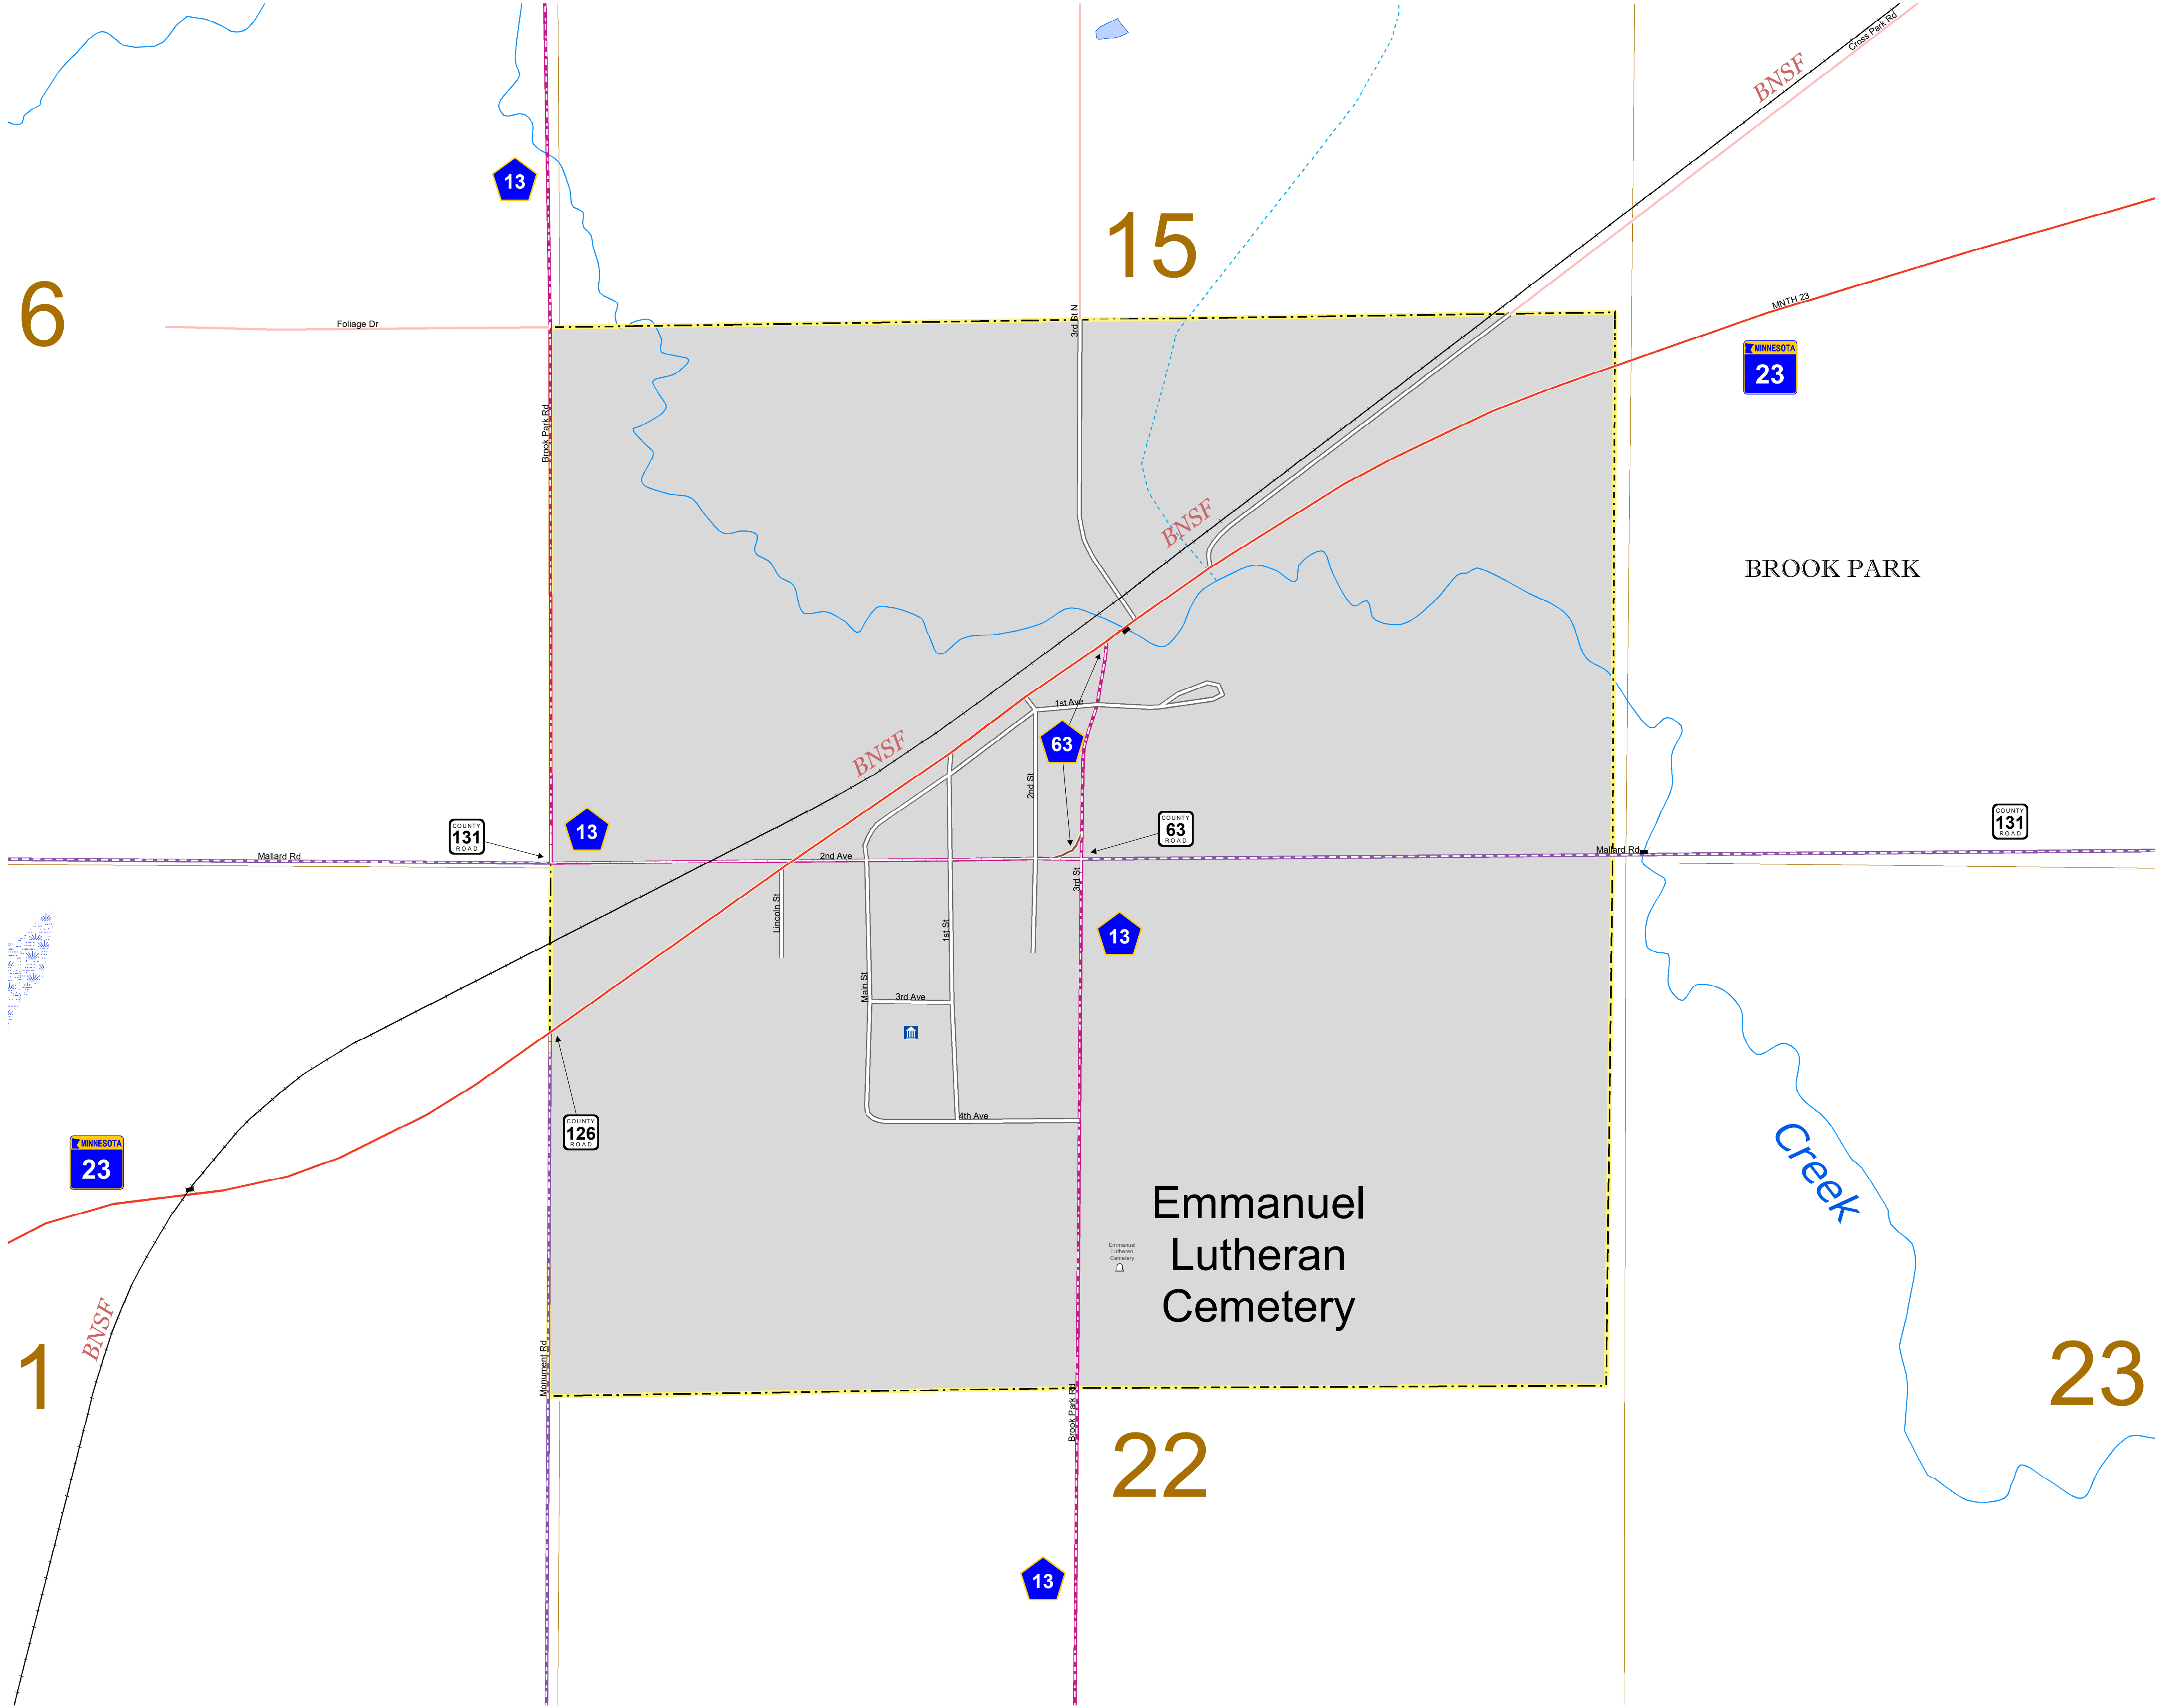 Cross Park Rd
BNSF
13
15
6
MNTH 23
Foliage Dr
3rd St N
MINNESOTA
23
Brook Park Rd
BNSF
BROOK PARK
1st Ave
63
BNSF
2nd St
COUNTY
131
ROAD
13
COUNTY
63
ROAD
COUNTY
131
ROAD
Mallard Rd
2nd Ave
Mallard Rd
3rd St
Lincoln St
1st St
13
Main St
3rd Ave
4th Ave
COUNTY
126
ROAD
MINNESOTA
23
Creek
Emmanuel
Lutheran
Cemetery
Emmanuel
Lutheran
Cemetery
BNSF
1
Monument Rd
23
Brook Park Rd
22
13